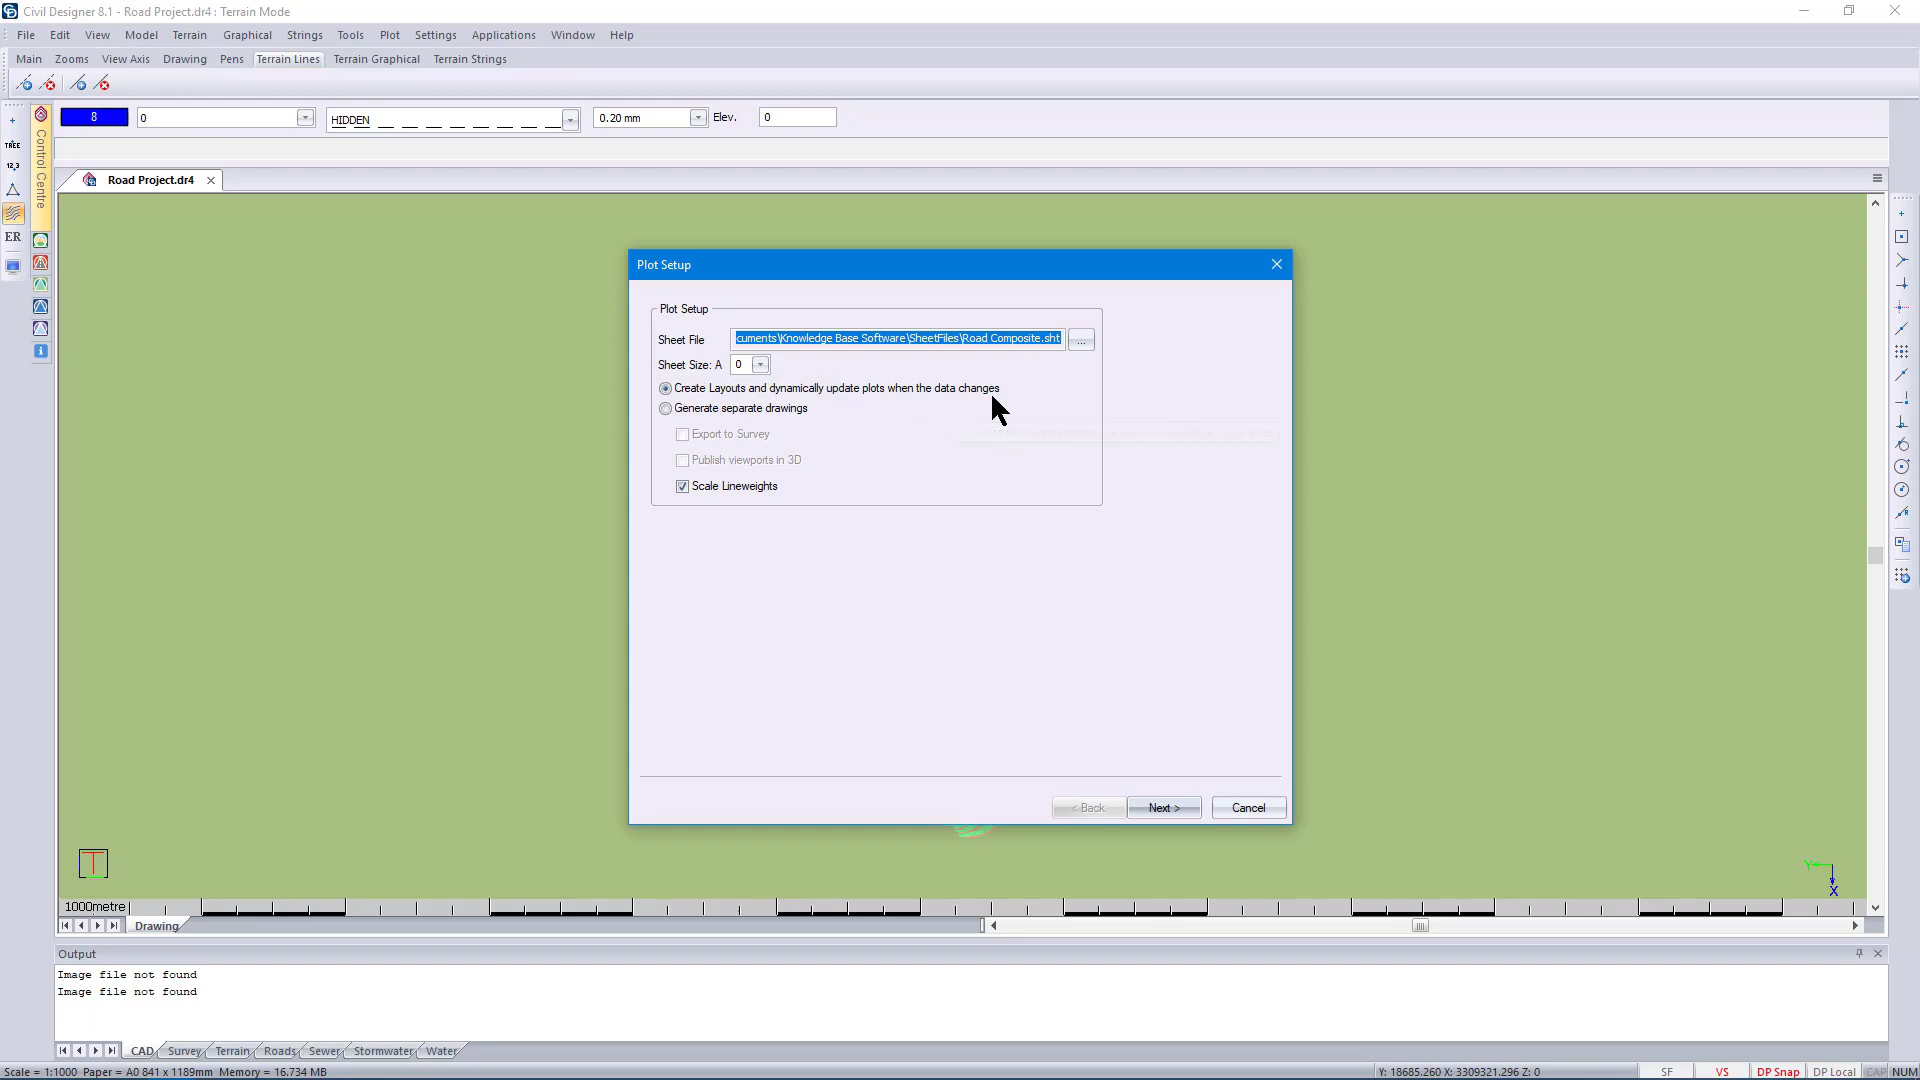 Civil Designer 8.1 - Road Project.dr4 : Terrain Mode
File Edit View Model Terrain Graphical Strings Tools Plot Settings Applications Window Help
Main Zooms View Axis Drawing Pens Terrain Lines Terrain Graphical Terrain Strings
8 0 HIDDEN 0.20 mm Elev. 0
TREE
12.3
ER
Control Centre
Road Project.dr4
Plot Setup
Plot Setup
Sheet File cuments\Knowledge Base Software\SheetFiles\Road Composite.sht ...
Sheet Size: A 0
Create Layouts and dynamically update plots when the data changes
Generate separate drawings
Export to Survey
Publish viewports in 3D
Scale Lineweights
< Back Next > Cancel
T
Y
X
1000metre
Drawing
Output
Image file not found
Image file not found
CAD Survey Terrain Roads Sewer Stormwater Water
Scale = 1:1000 Paper = A0 841 x 1189mm Memory = 16.734 MB Y: 18685.260 X: 3309321.296 Z: 0 SF VS DP Snap DP Local CAP NUM